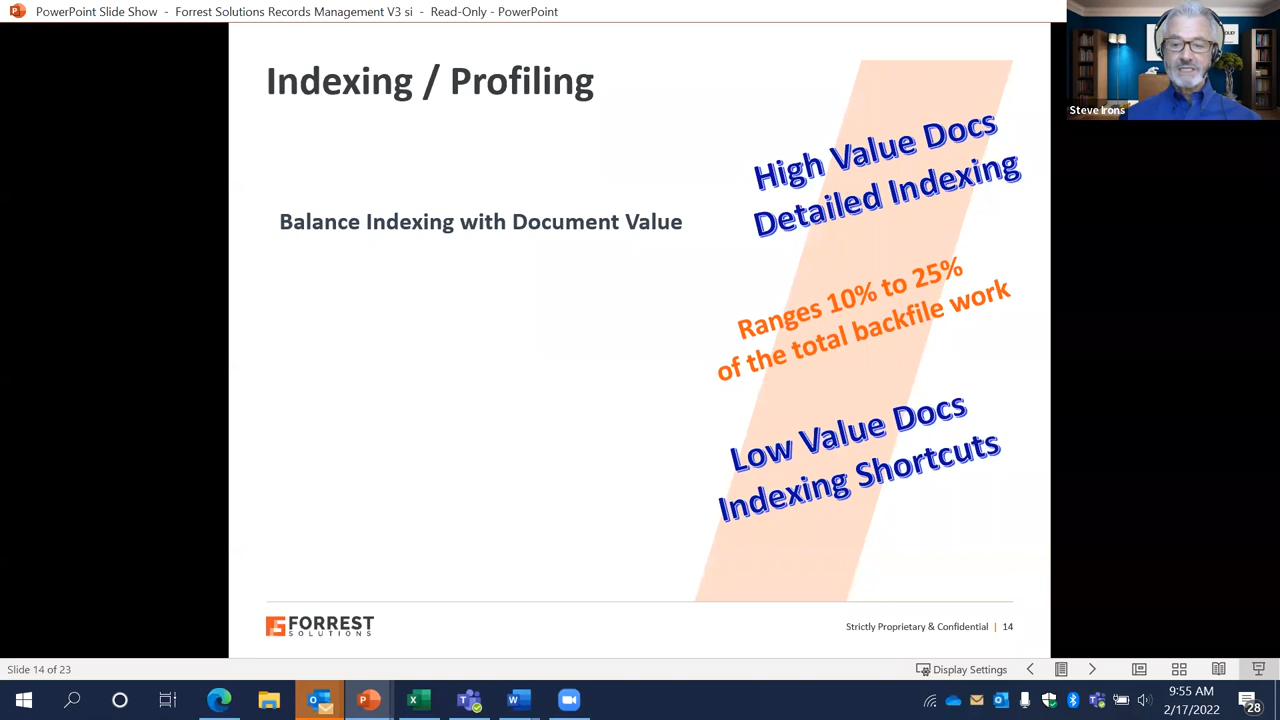 PowerPoint Slide Show - Forrest Solutions Records Management V3 si - Read-Only - PowerPoint
Steve Irons
Indexing / Profiling
High Value Docs
Detailed Indexing
Balance Indexing with Document Value
Ranges 10% to 25%
of the total backfile work
Low Value Docs
Indexing Shortcuts
FORREST
SOLUTIONS
Strictly Proprietary & Confidential | 14
Slide 14 of 23
Display Settings
9:55 AM
2/17/2022
28